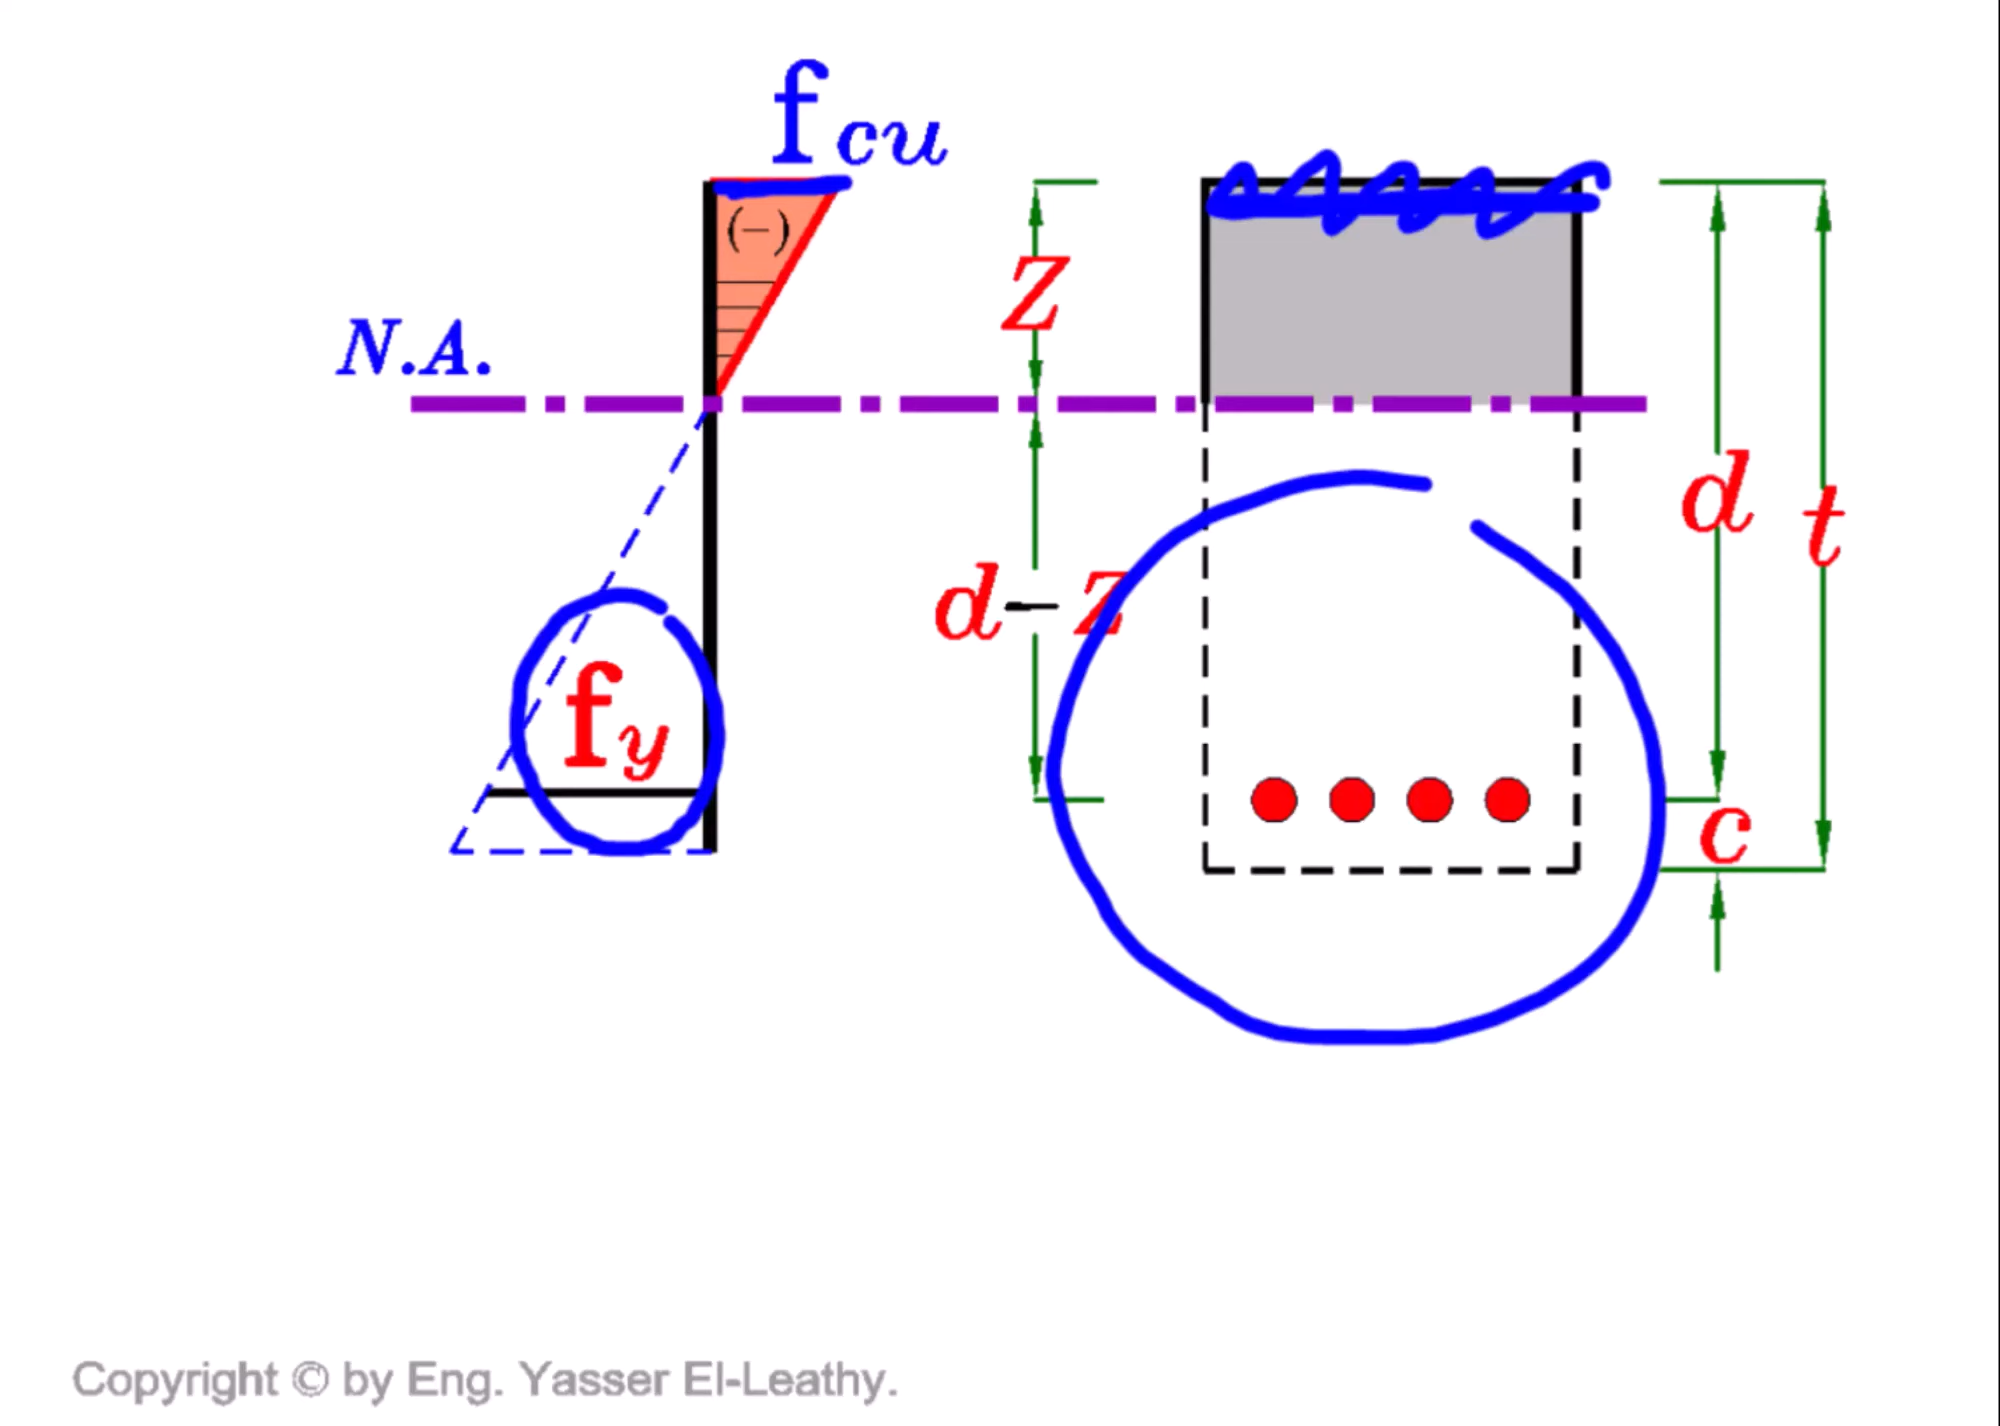 fcu
(−)
Z
N.A.
d
t
d−z
fy
c
Copyright © by Eng. Yasser El-Leathy.